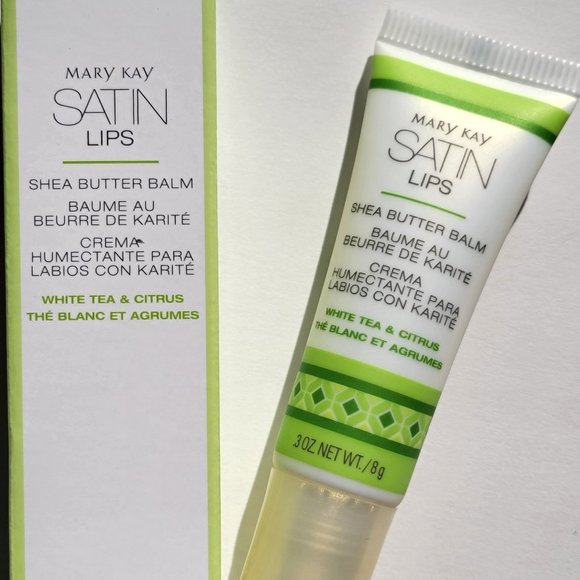 MARY KAY
SATIN
LIPS
SHEA BUTTER BALM
BAUME AU
BEURRE DE KARITÉ
CREMA
HUMECTANTE PARA
LABIOS CON KARITÉ
WHITE TEA & CITRUS
THÉ BLANC ET AGRUMES
MARY KAY
SATIN
LIPS
SHEA BUTTER BALM
BAUME AU
BEURRE DE KARITÉ
CREMA
HUMECTANTE PARA
LABIOS CON KARITÉ
WHITE TEA & CITRUS
THÉ BLANC ET AGRUMES
.3 OZ. NET WT. / 8 g